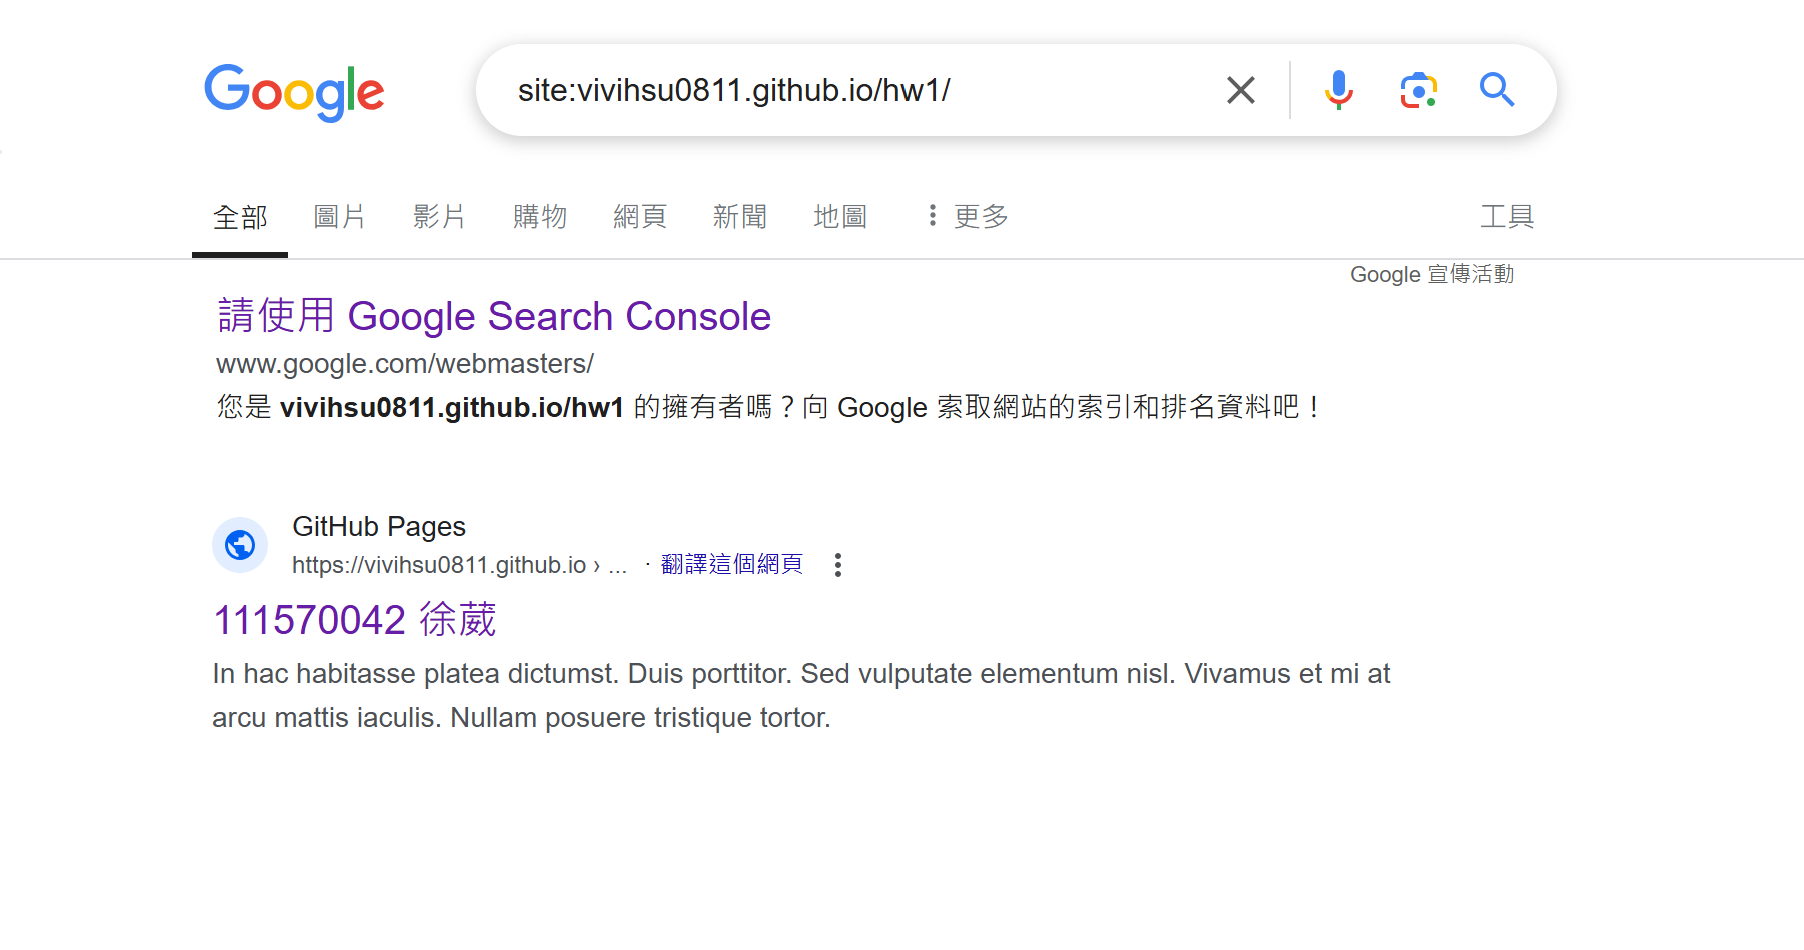 Google
site:vivihsu0811.github.io/hw1/
全部 圖片 影片 購物 網頁 新聞 地圖 更多 工具
Google 宣傳活動
請使用 Google Search Console
www.google.com/webmasters/
您是 vivihsu0811.github.io/hw1 的擁有者嗎？向 Google 索取網站的索引和排名資料吧！
GitHub Pages
https://vivihsu0811.github.io › ... · 翻譯這個網頁
111570042 徐葳
In hac habitasse platea dictumst. Duis porttitor. Sed vulputate elementum nisl. Vivamus et mi at
arcu mattis iaculis. Nullam posuere tristique tortor.